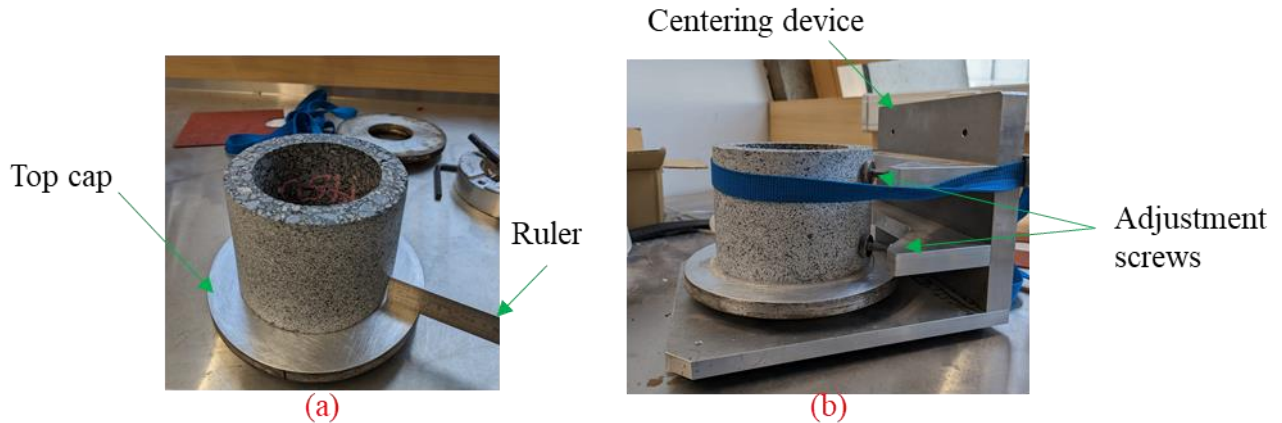 Centering device
Top cap
Ruler
Adjustment
screws
(a)
(b)